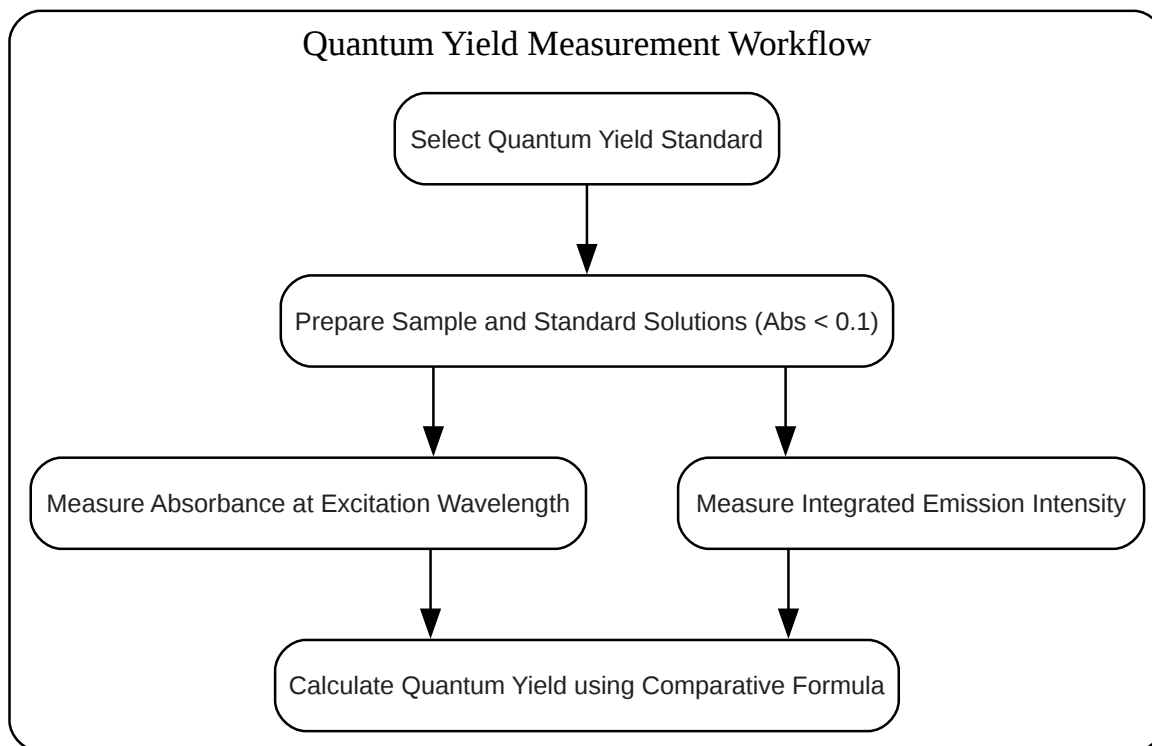 Quantum Yield Measurement Workflow
Select Quantum Yield Standard
Prepare Sample and Standard Solutions (Abs < 0.1)
Measure Absorbance at Excitation Wavelength
Measure Integrated Emission Intensity
Calculate Quantum Yield using Comparative Formula